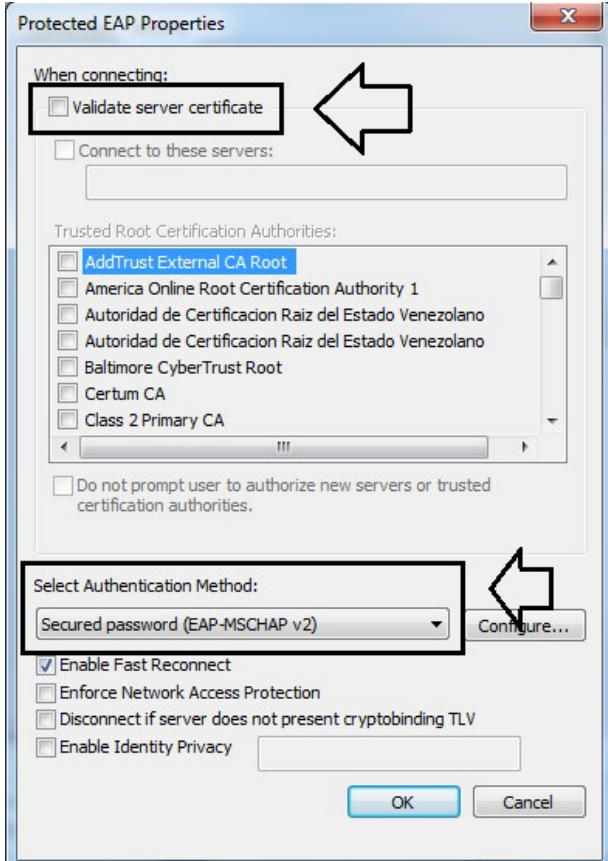 Protected EAP Properties
When connecting:
Validate server certificate
Connect to these servers:
Trusted Root Certification Authorities:
AddTrust External CA Root
America Online Root Certification Authority 1
Autoridad de Certificacion Raiz del Estado Venezolano
Autoridad de Certificacion Raiz del Estado Venezolano
Baltimore CyberTrust Root
Certum CA
Class 2 Primary CA
Do not prompt user to authorize new servers or trusted
certification authorities.
Select Authentication Method:
Secured password (EAP-MSCHAP v2)
Configure...
Enable Fast Reconnect
Enforce Network Access Protection
Disconnect if server does not present cryptobinding TLV
Enable Identity Privacy
OK
Cancel